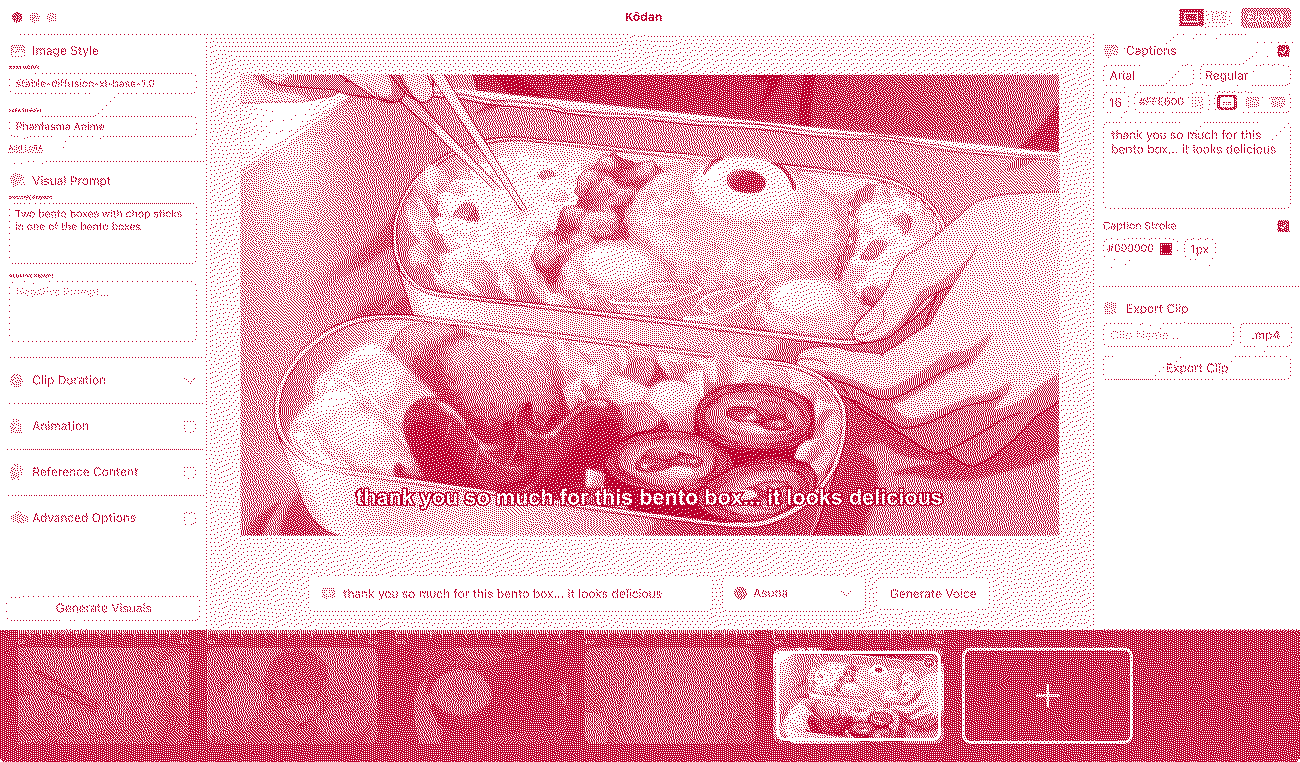 Kōdan
Image Style
stable-diffusion-xl-base-1.0
Phantasma Anime
Add LoRA
Visual Prompt
Two bento boxes with chop sticks
in one of the bento boxes.
Negative Prompt...
Clip Duration
Animation
Reference Content
Advanced Options
Generate Visuals
thank you so much for this bento box... it looks delicious
thank you so much for this bento box... it looks delicious
Asuna
Generate Voice
Captions
Arial
Regular
16
#FFE600
thank you so much for this
bento box... it looks delicious
Caption Stroke
#000000
1px
Export Clip
Clip Name...
.mp4
Export Clip